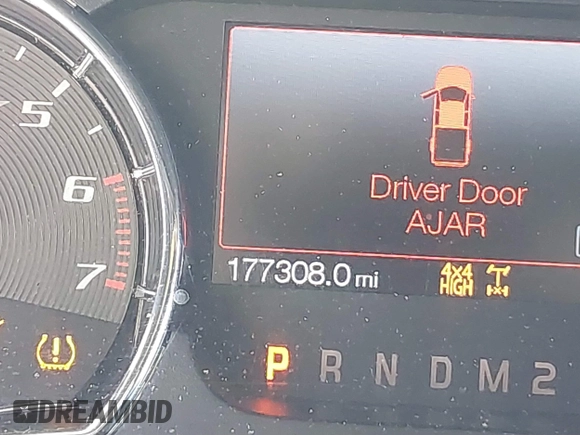 5
6
7
Driver Door
AJAR
177308.0 mi
4x4
HIGH
P R N D M 2
DREAMBID